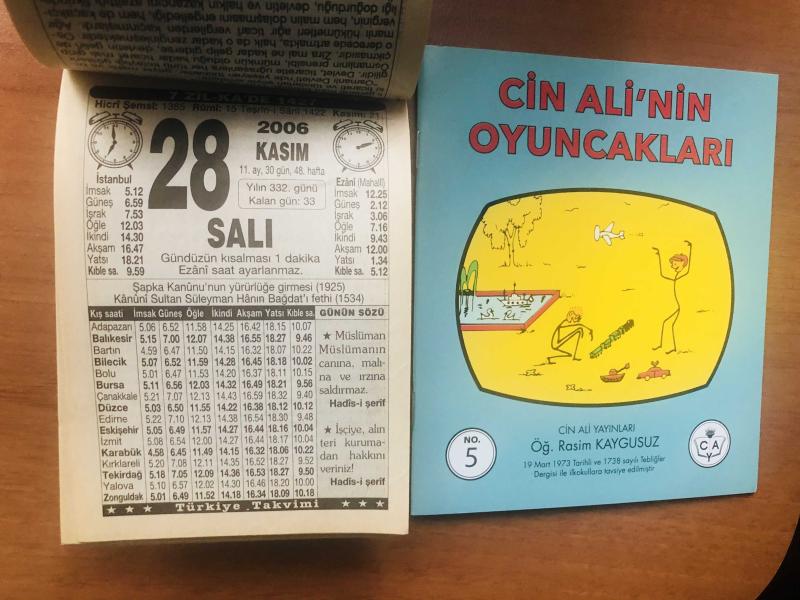 7 ZİL-KA'DE 1427
Hicrî Şemsî: 1385 Rûmî: 15 Teşrîn-i Sânî 1422 Kasım: 21
28
2006
KASIM
11. ay, 30 gün, 48. hafta
Yılın 332. günü
Kalan gün: 33
SALI
Gündüzün kısalması 1 dakika
Ezânî saat ayarlanmaz.
İstanbul
İmsak 5.12
Güneş 6.59
İşrak 7.53
Öğle 12.03
İkindi 14.30
Akşam 16.47
Yatsı 18.21
Kıble sa. 9.59
Ezânî (Mahallî)
İmsak 12.25
Güneş 2.12
İşrak 3.06
Öğle 7.16
İkindi 9.43
Akşam 12.00
Yatsı 1.34
Kıble sa. 5.12
Şapka Kanûnu'nun yürürlüğe girmesi (1925)
Kânûnî Sultan Süleyman Hânın Bağdat'ı fethi (1534)
Kış saati İmsak Güneş Öğle İkindi Akşam Yatsı Kıble sa.
Adapazarı 5.06 6.52 11.58 14.25 16.42 18.15 10.07
Balıkesir 5.15 7.00 12.07 14.38 16.55 18.27 9.46
Bartın 4.59 6.47 11.50 14.15 16.32 18.07 10.22
Bilecik 5.07 6.52 11.59 14.28 16.45 18.18 10.02
Bolu 5.01 6.47 11.53 14.20 16.37 18.11 10.15
Bursa 5.11 6.56 12.03 14.32 16.49 18.21 9.56
Çanakkale 5.21 7.07 12.13 14.43 16.59 18.32 9.40
Düzce 5.03 6.50 11.55 14.22 16.38 18.12 10.12
Edirne 5.22 7.10 12.13 14.38 16.54 18.30 9.48
Eskişehir 5.05 6.49 11.57 14.27 16.44 18.16 10.04
İzmit 5.08 6.54 12.00 14.27 16.44 18.17 10.04
Karabük 4.58 6.45 11.49 14.15 16.32 18.06 10.22
Kırklareli 5.20 7.08 12.11 14.35 16.52 18.27 9.52
Tekirdağ 5.18 7.05 12.09 14.36 16.53 18.27 9.50
Yalova 5.10 6.57 12.02 14.30 16.46 18.20 10.00
Zonguldak 5.01 6.49 11.52 14.18 16.34 18.09 10.18
GÜNÜN SÖZÜ
★ Müslüman
Müslümanın
canına, malı-
na ve ırzına
saldırmaz.
Hadîs-i şerîf
★ İşçiye, alın
teri kuruma-
dan hakkını
veriniz!
Hadîs-i şerîf
★ ★ ★ Türkiye Takvimi ★ ★ ★
CİN ALİ'NİN
OYUNCAKLARI
NO.
5
CİN ALİ YAYINLARI
Öğ. Rasim KAYGUSUZ
19 Mart 1973 Tarihli ve 1738 sayılı Tebliğler
Dergisi ile ilkokullara tavsiye edilmiştir
C A
Y